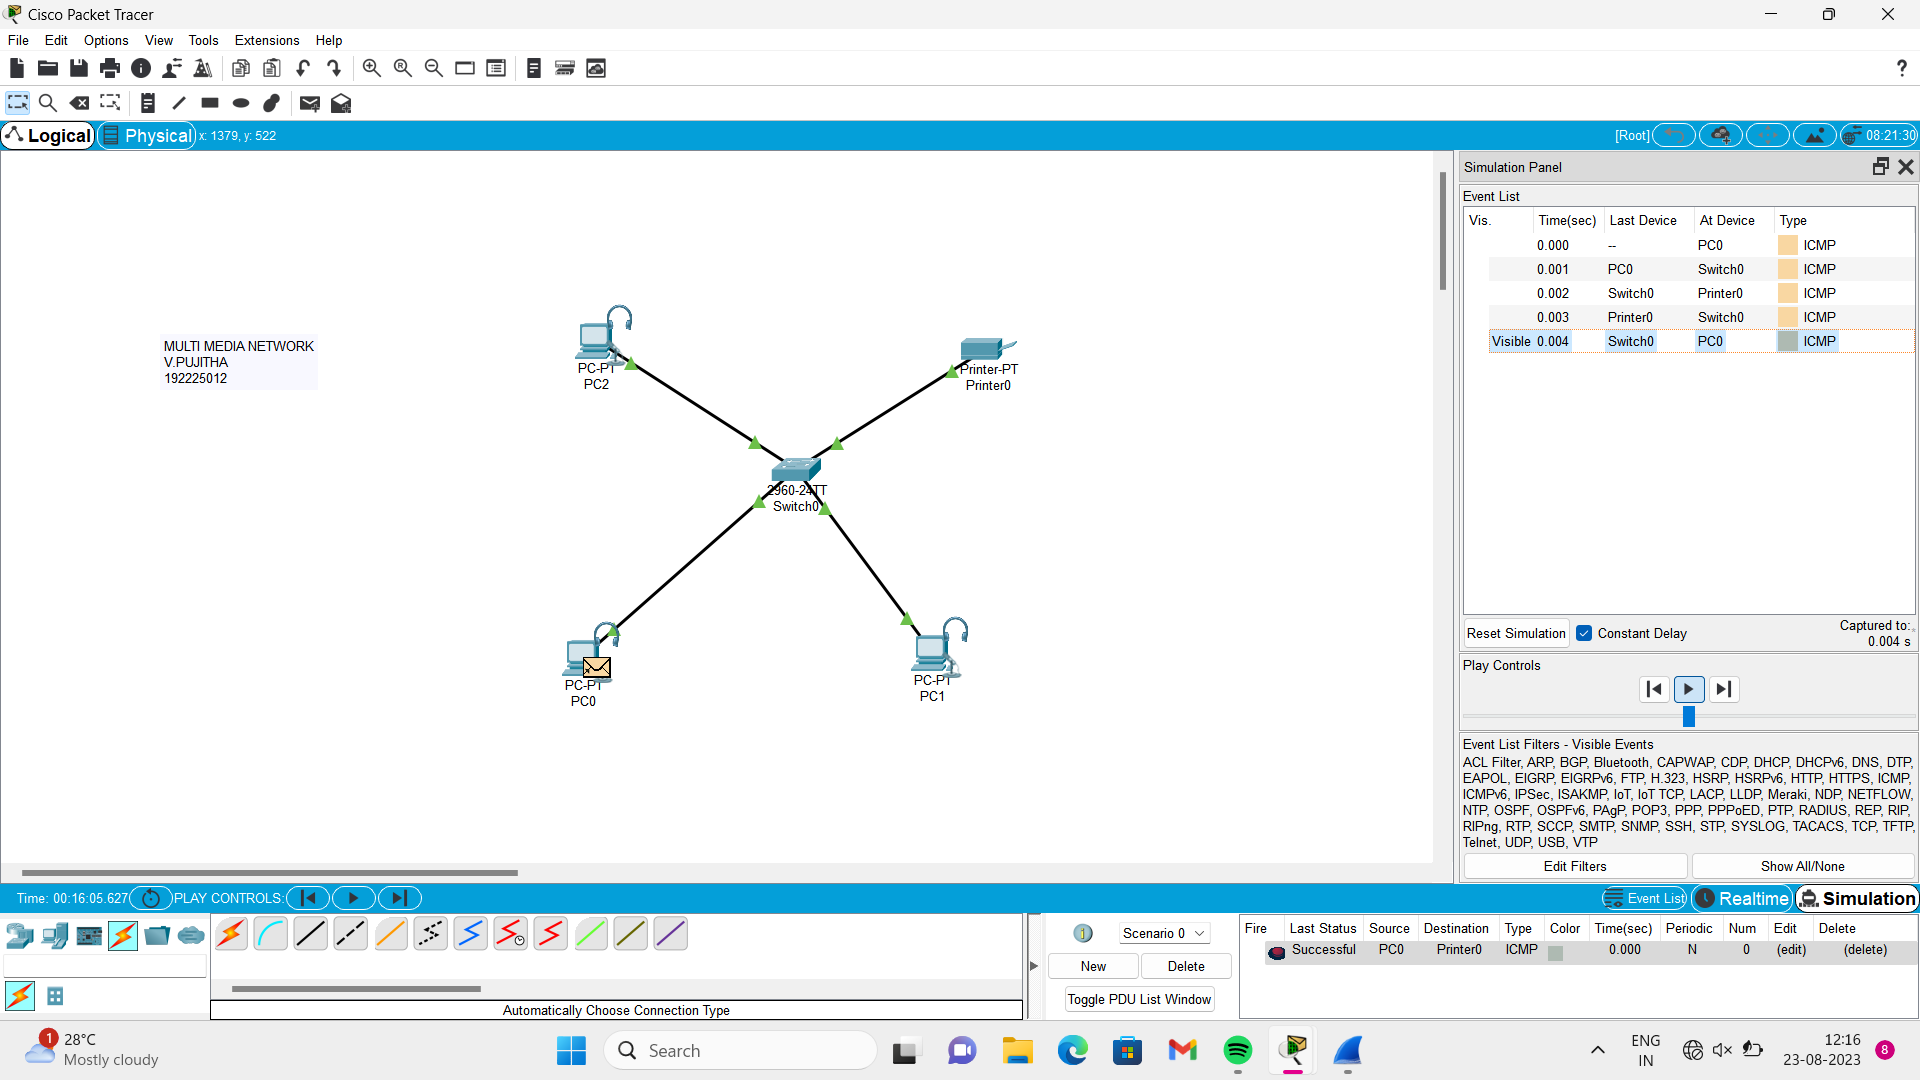 Cisco Packet Tracer
File Edit Options View Tools Extensions Help
?
Logical Physical x: 1379, y: 522 [Root] 08:21:30
MULTI MEDIA NETWORK
V.PUJITHA
192225012
PC-PT
PC2
Printer-PT
Printer0
2960-24TT
Switch0
PC-PT
PC0
PC-PT
PC1
Simulation Panel
Event List
Vis. Time(sec) Last Device At Device Type
0.000 -- PC0 ICMP
0.001 PC0 Switch0 ICMP
0.002 Switch0 Printer0 ICMP
0.003 Printer0 Switch0 ICMP
Visible 0.004 Switch0 PC0 ICMP
Reset Simulation Constant Delay Captured to:
0.004 s
Play Controls
Event List Filters - Visible Events
ACL Filter, ARP, BGP, Bluetooth, CAPWAP, CDP, DHCP, DHCPv6, DNS, DTP,
EAPOL, EIGRP, EIGRPv6, FTP, H.323, HSRP, HSRPv6, HTTP, HTTPS, ICMP,
ICMPv6, IPSec, ISAKMP, IoT, IoT TCP, LACP, LLDP, Meraki, NDP, NETFLOW,
NTP, OSPF, OSPFv6, PAgP, POP3, PPP, PPPoED, PTP, RADIUS, REP, RIP,
RIPng, RTP, SCCP, SMTP, SNMP, SSH, STP, SYSLOG, TACACS, TCP, TFTP,
Telnet, UDP, USB, VTP
Edit Filters Show All/None
Time: 00:16:05.627 PLAY CONTROLS: Event List Realtime Simulation
Automatically Choose Connection Type
Scenario 0
New Delete
Toggle PDU List Window
Fire Last Status Source Destination Type Color Time(sec) Periodic Num Edit Delete
Successful PC0 Printer0 ICMP 0.000 N 0 (edit) (delete)
1
28°C
Mostly cloudy
Search
ENG
IN
12:16
23-08-2023
8